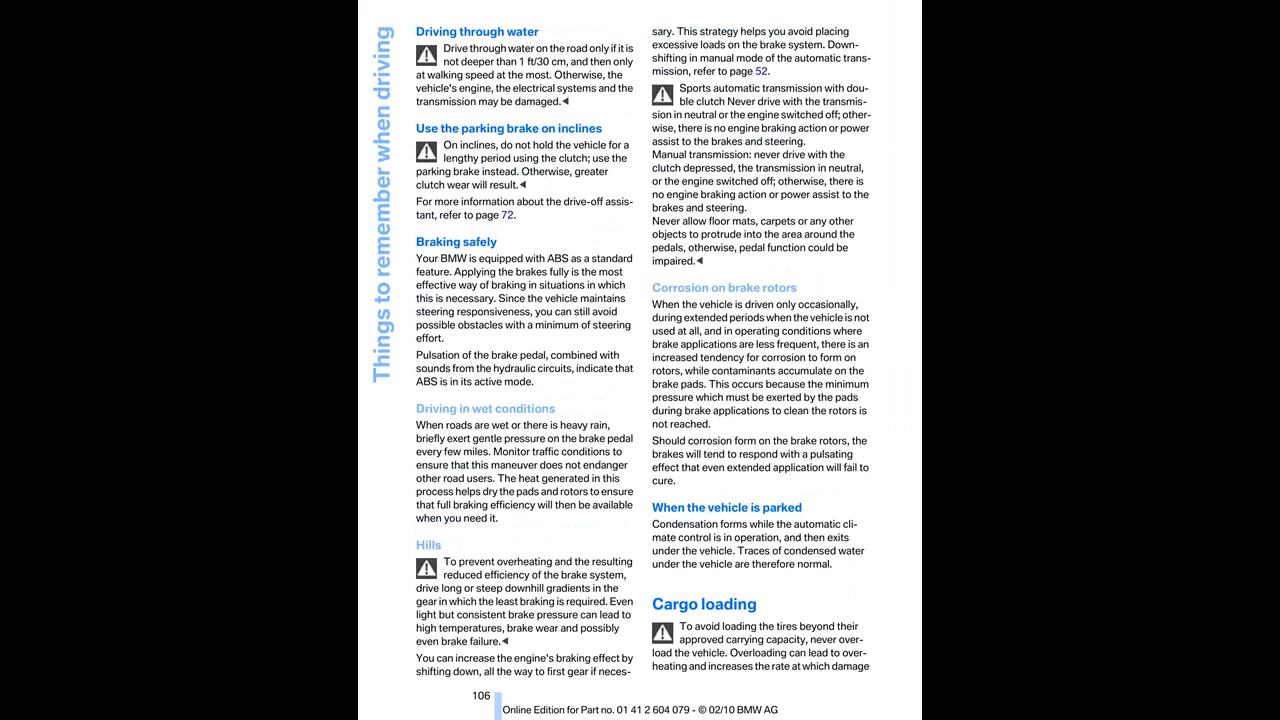 Things to remember when driving
Driving through water
Drive through water on the road only if it is
not deeper than 1 ft/30 cm, and then only
at walking speed at the most. Otherwise, the
vehicle's engine, the electrical systems and the
transmission may be damaged.◀
Use the parking brake on inclines
On inclines, do not hold the vehicle for a
lengthy period using the clutch; use the
parking brake instead. Otherwise, greater
clutch wear will result.◀
For more information about the drive-off assis-
tant, refer to page 72.
Braking safely
Your BMW is equipped with ABS as a standard
feature. Applying the brakes fully is the most
effective way of braking in situations in which
this is necessary. Since the vehicle maintains
steering responsiveness, you can still avoid
possible obstacles with a minimum of steering
effort.
Pulsation of the brake pedal, combined with
sounds from the hydraulic circuits, indicate that
ABS is in its active mode.
Driving in wet conditions
When roads are wet or there is heavy rain,
briefly exert gentle pressure on the brake pedal
every few miles. Monitor traffic conditions to
ensure that this maneuver does not endanger
other road users. The heat generated in this
process helps dry the pads and rotors to ensure
that full braking efficiency will then be available
when you need it.
Hills
To prevent overheating and the resulting
reduced efficiency of the brake system,
drive long or steep downhill gradients in the
gear in which the least braking is required. Even
light but consistent brake pressure can lead to
high temperatures, brake wear and possibly
even brake failure.◀
You can increase the engine's braking effect by
shifting down, all the way to first gear if neces-
sary. This strategy helps you avoid placing
excessive loads on the brake system. Down-
shifting in manual mode of the automatic trans-
mission, refer to page 52.
Sports automatic transmission with dou-
ble clutch Never drive with the transmis-
sion in neutral or the engine switched off; other-
wise, there is no engine braking action or power
assist to the brakes and steering.
Manual transmission: never drive with the
clutch depressed, the transmission in neutral,
or the engine switched off; otherwise, there is
no engine braking action or power assist to the
brakes and steering.
Never allow floor mats, carpets or any other
objects to protrude into the area around the
pedals, otherwise, pedal function could be
impaired.◀
Corrosion on brake rotors
When the vehicle is driven only occasionally,
during extended periods when the vehicle is not
used at all, and in operating conditions where
brake applications are less frequent, there is an
increased tendency for corrosion to form on
rotors, while contaminants accumulate on the
brake pads. This occurs because the minimum
pressure which must be exerted by the pads
during brake applications to clean the rotors is
not reached.
Should corrosion form on the brake rotors, the
brakes will tend to respond with a pulsating
effect that even extended application will fail to
cure.
When the vehicle is parked
Condensation forms while the automatic cli-
mate control is in operation, and then exits
under the vehicle. Traces of condensed water
under the vehicle are therefore normal.
Cargo loading
To avoid loading the tires beyond their
approved carrying capacity, never over-
load the vehicle. Overloading can lead to over-
heating and increases the rate at which damage
106
Online Edition for Part no. 01 41 2 604 079 - © 02/10 BMW AG